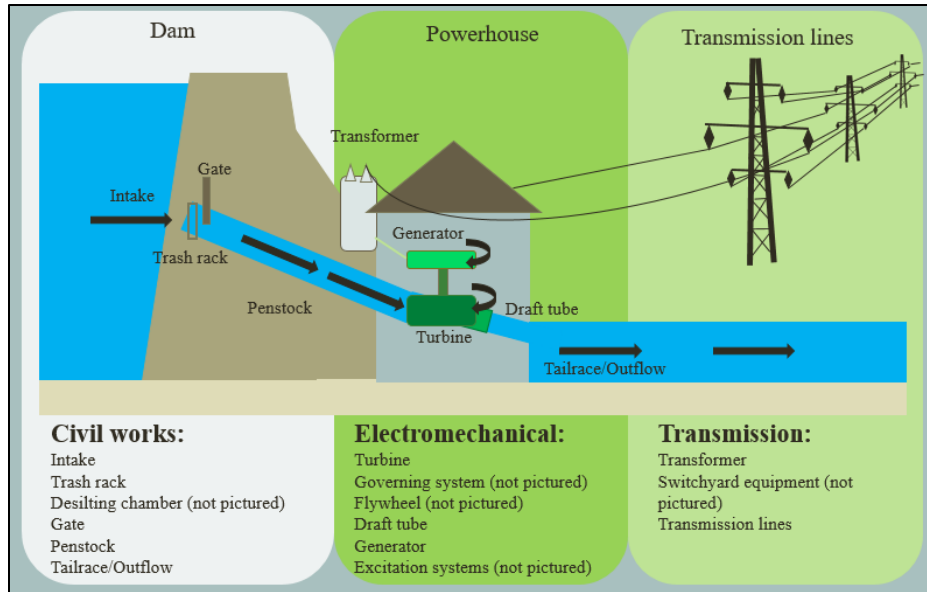 Dam
Powerhouse
Transmission lines
Transformer
Gate
Intake
Generator
Trash rack
Penstock
Draft tube
Turbine
Tailrace/Outflow
Civil works:
Intake
Trash rack
Desilting chamber (not pictured)
Gate
Penstock
Tailrace/Outflow
Electromechanical:
Turbine
Governing system (not pictured)
Flywheel (not pictured)
Draft tube
Generator
Excitation systems (not pictured)
Transmission:
Transformer
Switchyard equipment (not
pictured)
Transmission lines